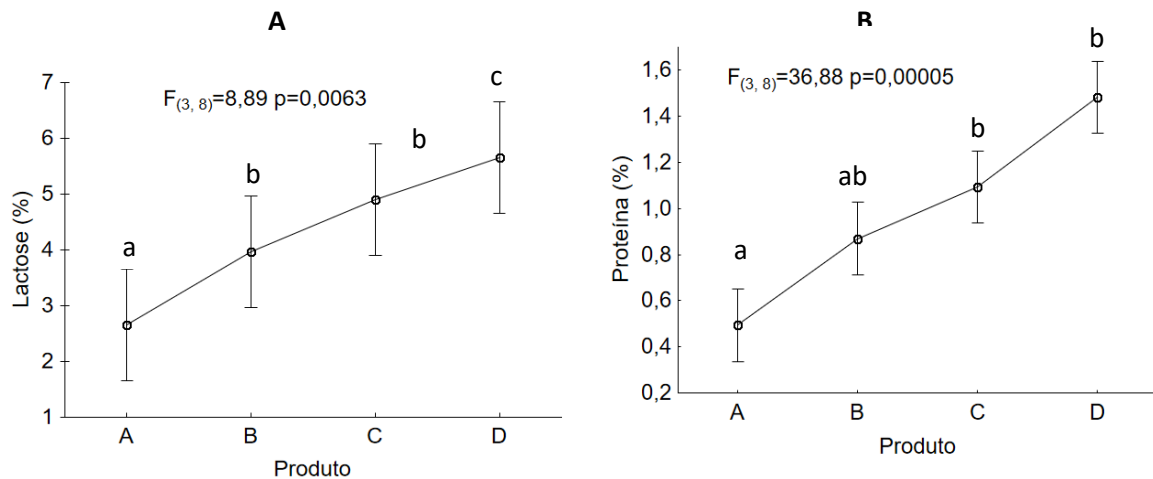 A
7
6
5
4
3
2
1
Lactose (%)
F(3, 8)=8,89 p=0,0063
a
b
b
c
A
B
C
D
Produto
B
1,6
1,4
1,2
1,0
0,8
0,6
0,4
0,2
Proteína (%)
F(3, 8)=36,88 p=0,00005
a
ab
b
b
A
B
C
D
Produto